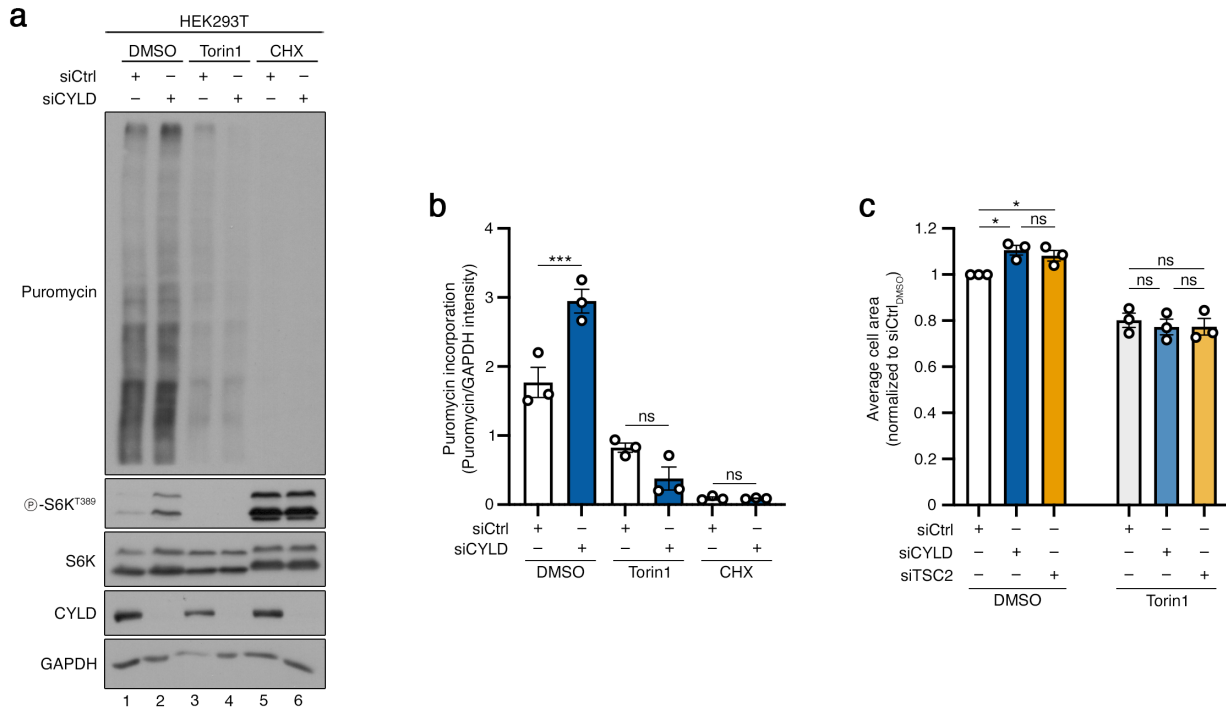 a
HEK293T
DMSO Torin1 CHX
siCtrl + – + – + –
siCYLD – + – + – +
Puromycin
Ⓟ-S6K^T389
S6K
CYLD
GAPDH
1 2 3 4 5 6
b
Puromycin incorporation
(Puromycin/GAPDH intensity)
4
3
2
1
0
***
ns
ns
siCtrl + – + – + –
siCYLD – + – + – +
DMSO Torin1 CHX
c
Average cell area
(normalized to siCtrl_DMSO)
1.2
1
0.8
0.6
0.4
0.2
0
*
* ns
ns
ns ns
siCtrl + – – + – –
siCYLD – + – – + –
siTSC2 – – + – – +
DMSO Torin1